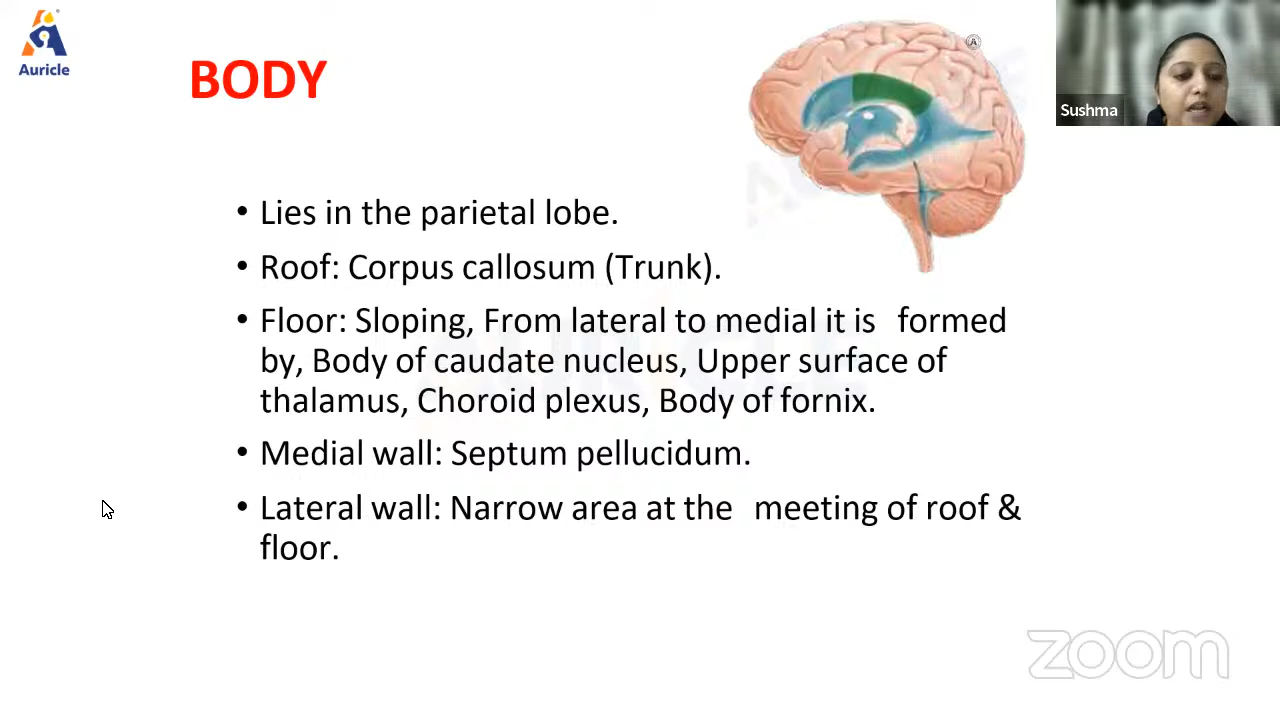 Auricle
BODY
Sushma
• Lies in the parietal lobe.
• Roof: Corpus callosum (Trunk).
• Floor: Sloping, From lateral to medial it is formed
by, Body of caudate nucleus, Upper surface of
thalamus, Choroid plexus, Body of fornix.
• Medial wall: Septum pellucidum.
• Lateral wall: Narrow area at the meeting of roof &
floor.
zoom